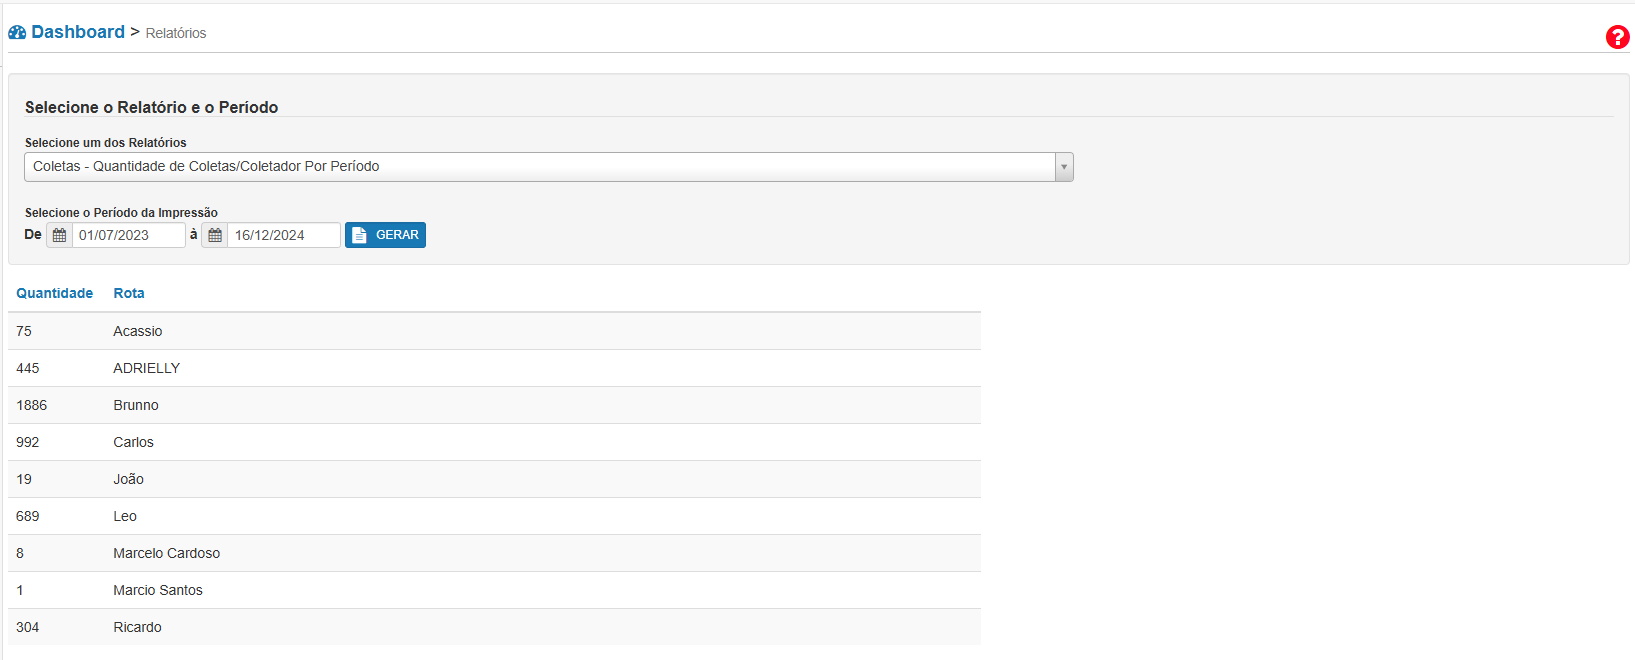 Dashboard > Relatórios
?
Selecione o Relatório e o Período
Selecione um dos Relatórios
Coletas - Quantidade de Coletas/Coletador Por Período
Selecione o Período da Impressão
De 01/07/2023 à 16/12/2024 GERAR
Quantidade Rota
75 Acassio
445 ADRIELLY
1886 Brunno
992 Carlos
19 João
689 Leo
8 Marcelo Cardoso
1 Marcio Santos
304 Ricardo